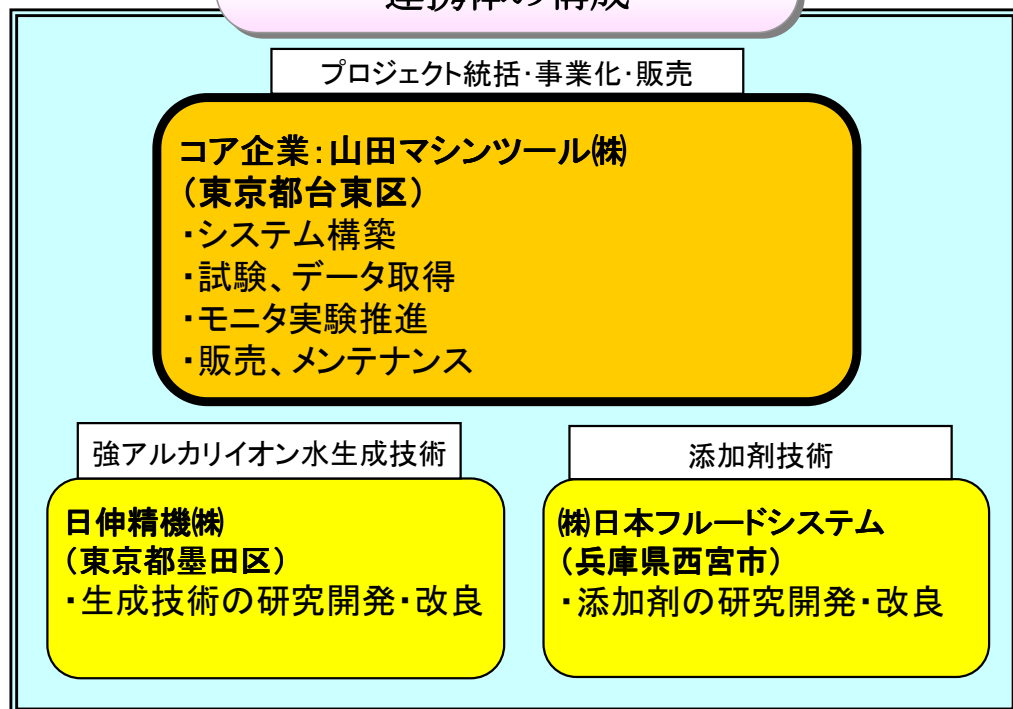 連携体の構成
プロジェクト統括・事業化・販売
コア企業：山田マシンツール㈱
（東京都台東区）
・システム構築
・試験、データ取得
・モニタ実験推進
・販売、メンテナンス
強アルカリイオン水生成技術
添加剤技術
日伸精機㈱
（東京都墨田区）
・生成技術の研究開発・改良
㈱日本フルードシステム
（兵庫県西宮市）
・添加剤の研究開発・改良